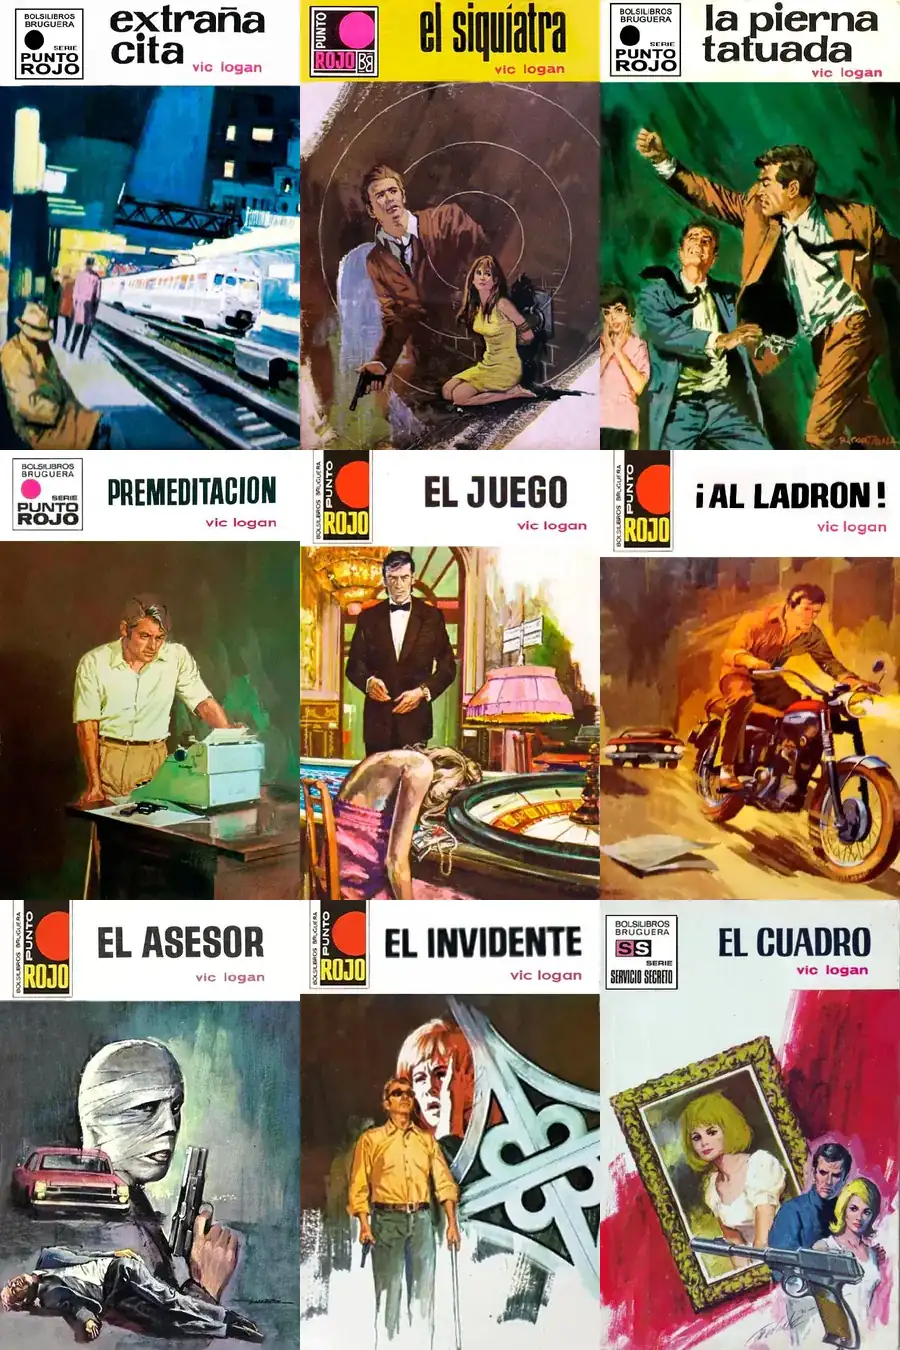 BOLSILIBROS
BRUGUERA
SERIE
PUNTO
ROJO
extraña
cita
vic logan
PUNTO
ROJO
BB
el siquiatra
vic logan
BOLSILIBROS
BRUGUERA
SERIE
PUNTO
ROJO
la pierna
tatuada
vic logan
BOLSILIBROS
BRUGUERA
SERIE
PUNTO
ROJO
PREMEDITACION
vic logan
BOLSILIBROS BRUGUERA
PUNTO
ROJO
EL JUEGO
vic logan
BOLSILIBROS BRUGUERA
PUNTO
ROJO
¡AL LADRON!
vic logan
BOLSILIBROS BRUGUERA
PUNTO
ROJO
EL ASESOR
vic logan
BOLSILIBROS BRUGUERA
PUNTO
ROJO
EL INVIDENTE
vic logan
BOLSILIBROS
BRUGUERA
SS
SERIE
SERVICIO SECRETO
EL CUADRO
vic logan